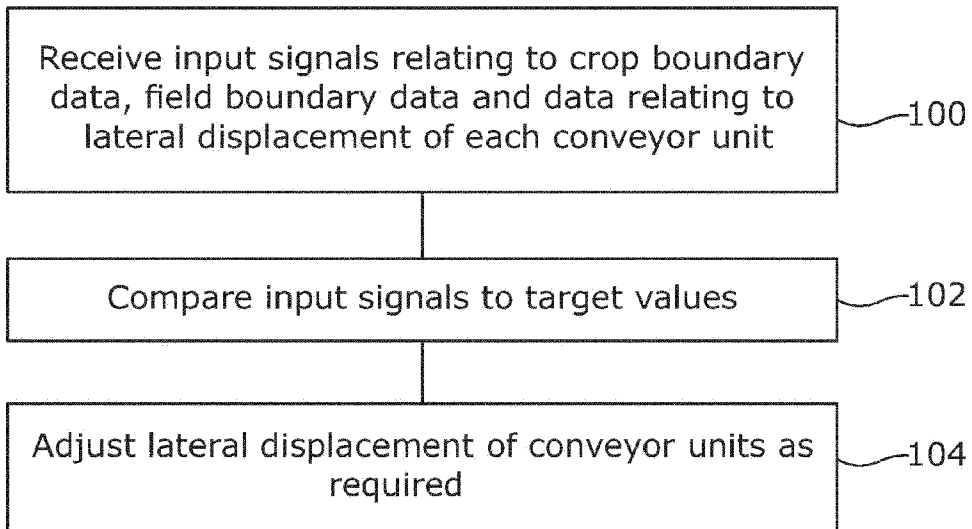 Receive input signals relating to crop boundary
data, field boundary data and data relating to
lateral displacement of each conveyor unit
100
Compare input signals to target values
102
Adjust lateral displacement of conveyor units as
required
104